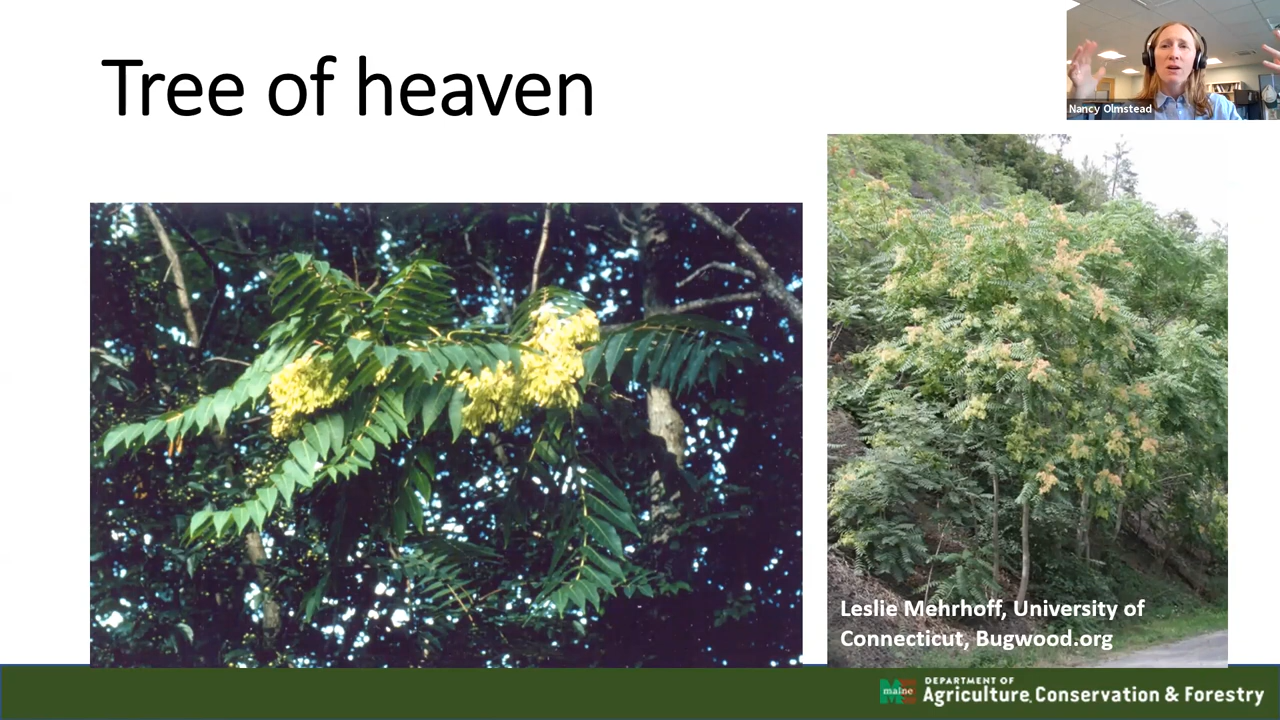 Tree of heaven
Nancy Olmstead
Leslie Mehrhoff, University of
Connecticut, Bugwood.org
maine
DEPARTMENT OF
Agriculture, Conservation & Forestry